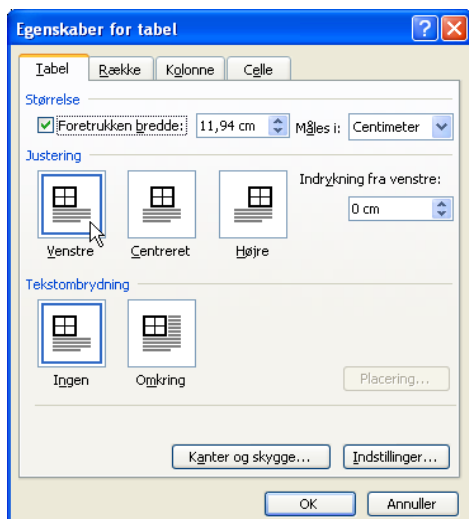 Egenskaber for tabel
Tabel Række Kolonne Celle
Størrelse
Foretrukken bredde: 11,94 cm Måles i: Centimeter
Justering
Indrykning fra venstre:
0 cm
Venstre Centreret Højre
Tekstombrydning
Ingen Omkring
Placering...
Kanter og skygge... Indstillinger...
OK Annuller